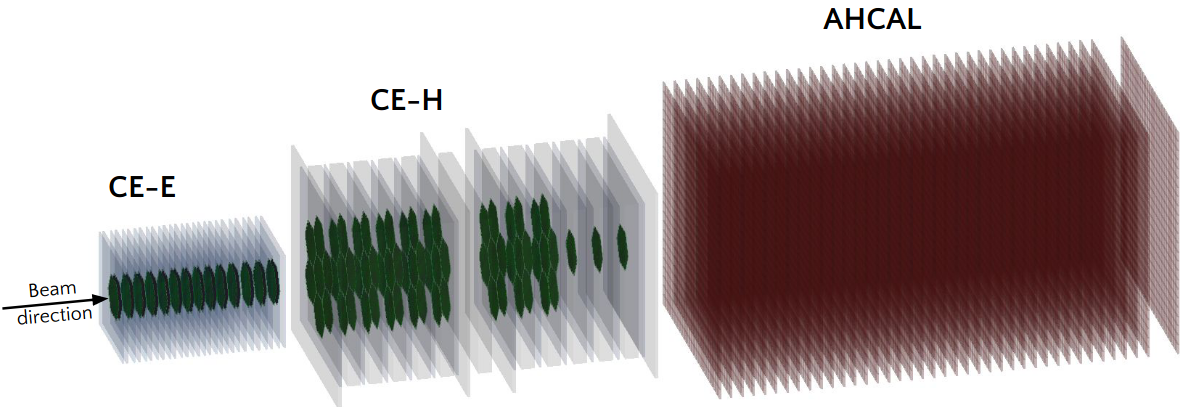 AHCAL
CE-H
CE-E
Beam
direction